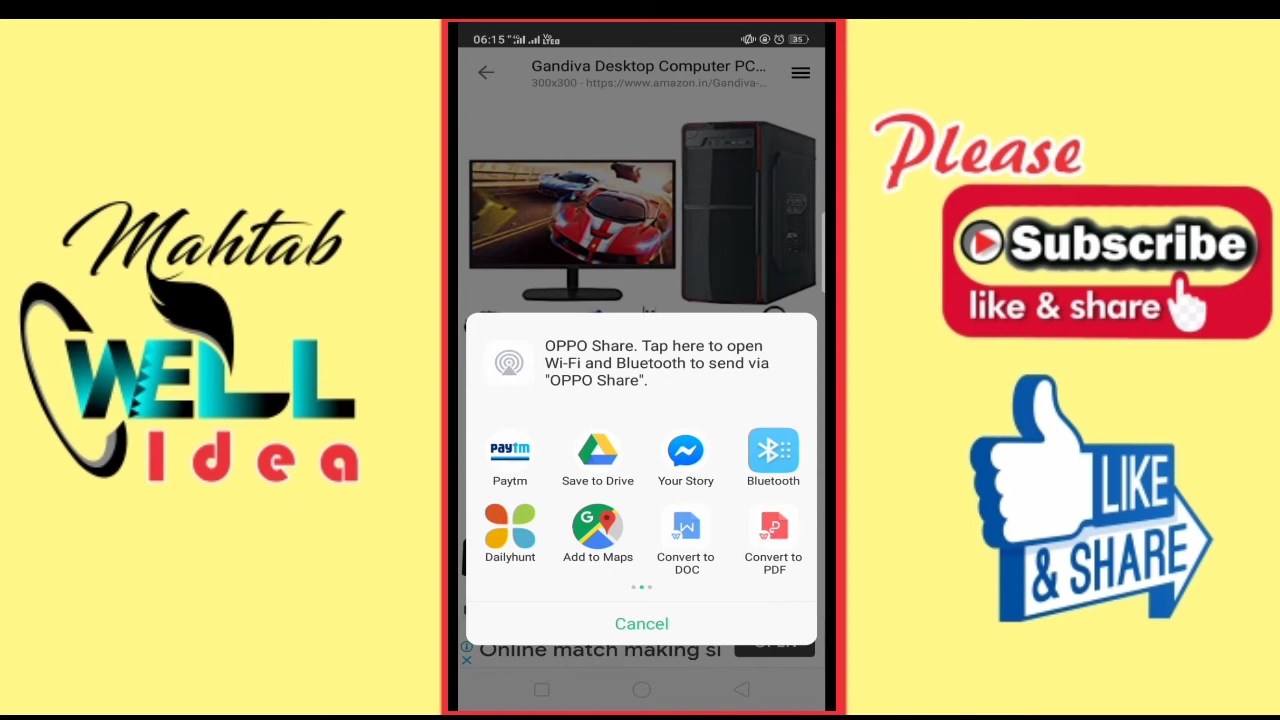 Mahtab
WELL
Idea
06:15
35
Gandiva Desktop Computer PC...
300x300 - https://www.amazon.in/Gandiva-...
OPPO Share. Tap here to open
Wi-Fi and Bluetooth to send via
"OPPO Share".
Paytm
Save to Drive
Your Story
Bluetooth
Dailyhunt
Add to Maps
Convert to
DOC
Convert to
PDF
Cancel
Online match making si
OPEN
Please
Subscribe
like & share
LIKE
& SHARE